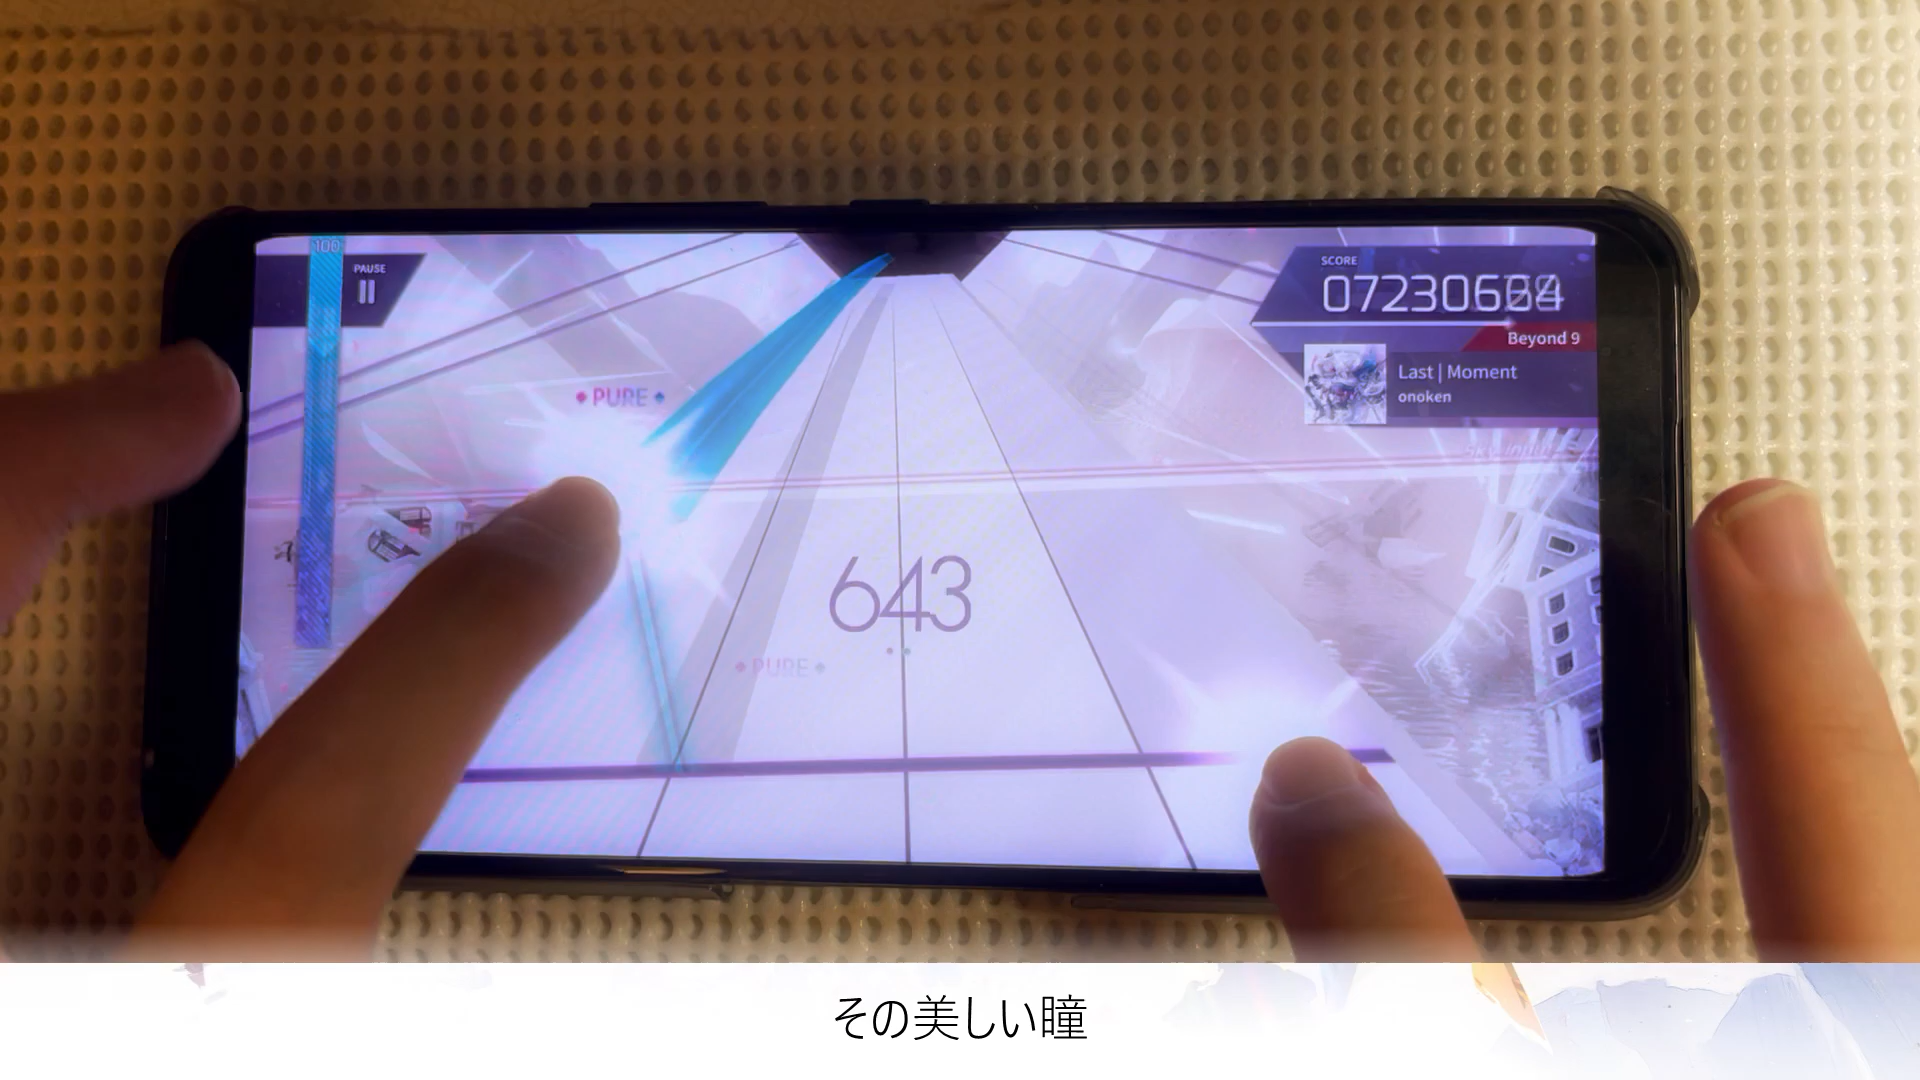 100
PAUSE
SCORE
Beyond 9
Last | Moment
onoken
PURE
643
PURE
その美しい瞳